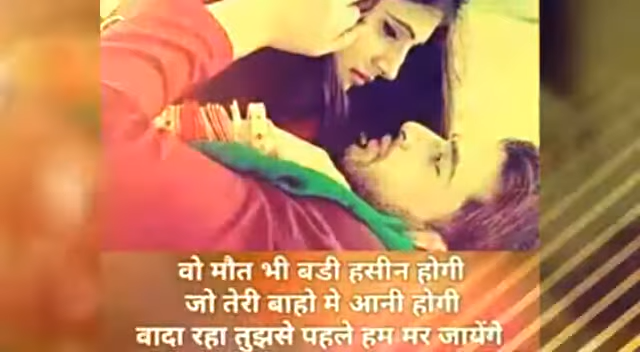 वो मौत भी बडी हसीन होगी
जो तेरी बाहो मे आनी होगी
वादा रहा तुझसे पहले हम मर जायेंगे